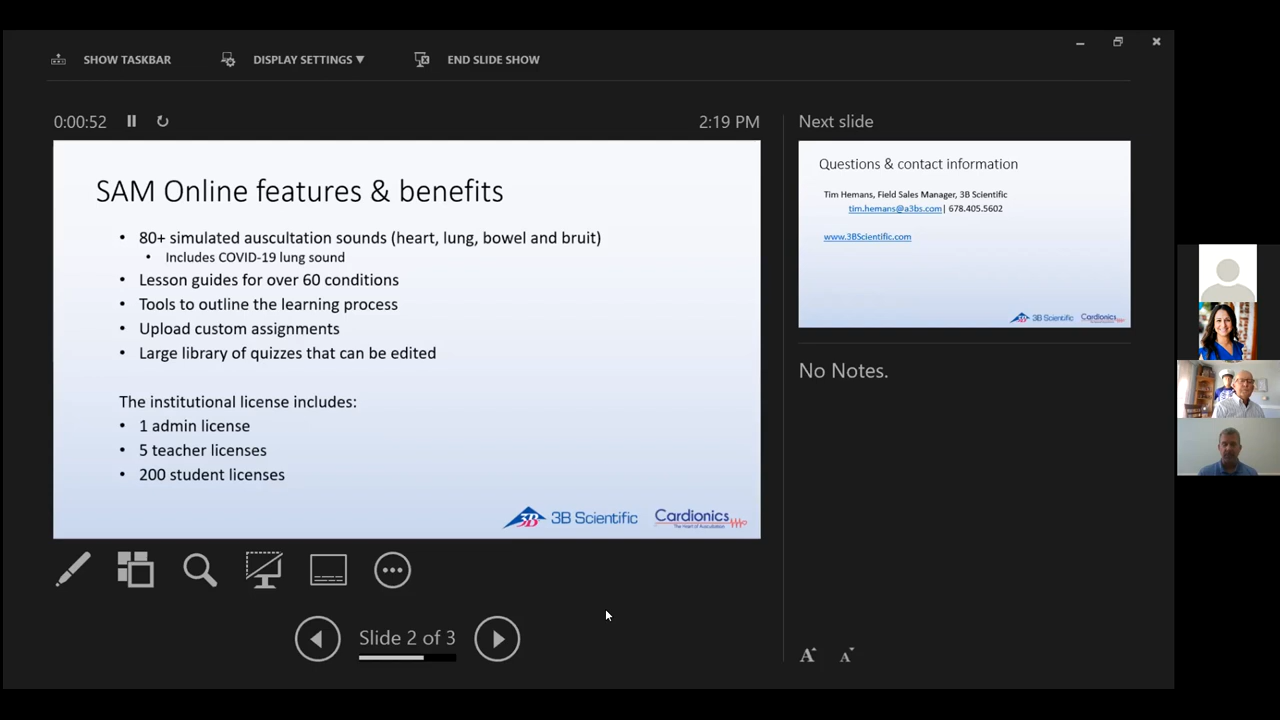 SHOW TASKBAR
DISPLAY SETTINGS ▼
END SLIDE SHOW
0:00:52
2:19 PM
SAM Online features & benefits
• 80+ simulated auscultation sounds (heart, lung, bowel and bruit)
• Includes COVID-19 lung sound
• Lesson guides for over 60 conditions
• Tools to outline the learning process
• Upload custom assignments
• Large library of quizzes that can be edited
The institutional license includes:
• 1 admin license
• 5 teacher licenses
• 200 student licenses
3B 3B Scientific
Cardionics
The Heart of Auscultation
Slide 2 of 3
Next slide
Questions & contact information
Tim Hemans, Field Sales Manager, 3B Scientific
tim.hemans@a3bs.com| 678.405.5602
www.3BScientific.com
3B Scientific
Cardionics
No Notes.
A A